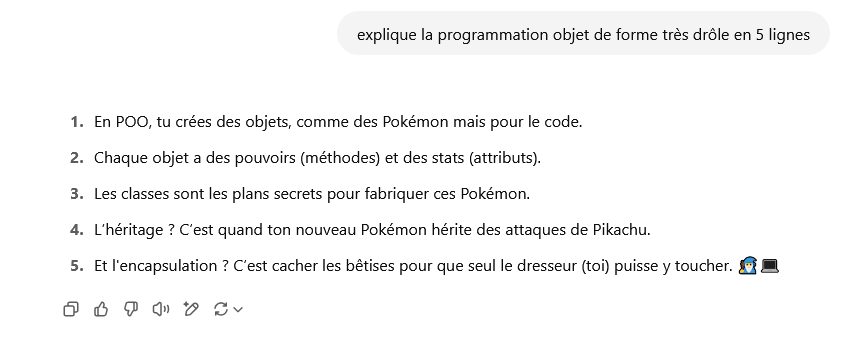 explique la programmation objet de forme très drôle en 5 lignes
1. En POO, tu crées des objets, comme des Pokémon mais pour le code.
2. Chaque objet a des pouvoirs (méthodes) et des stats (attributs).
3. Les classes sont les plans secrets pour fabriquer ces Pokémon.
4. L’héritage ? C’est quand ton nouveau Pokémon hérite des attaques de Pikachu.
5. Et l'encapsulation ? C’est cacher les bêtises pour que seul le dresseur (toi) puisse y toucher. 🧙‍♂️💻